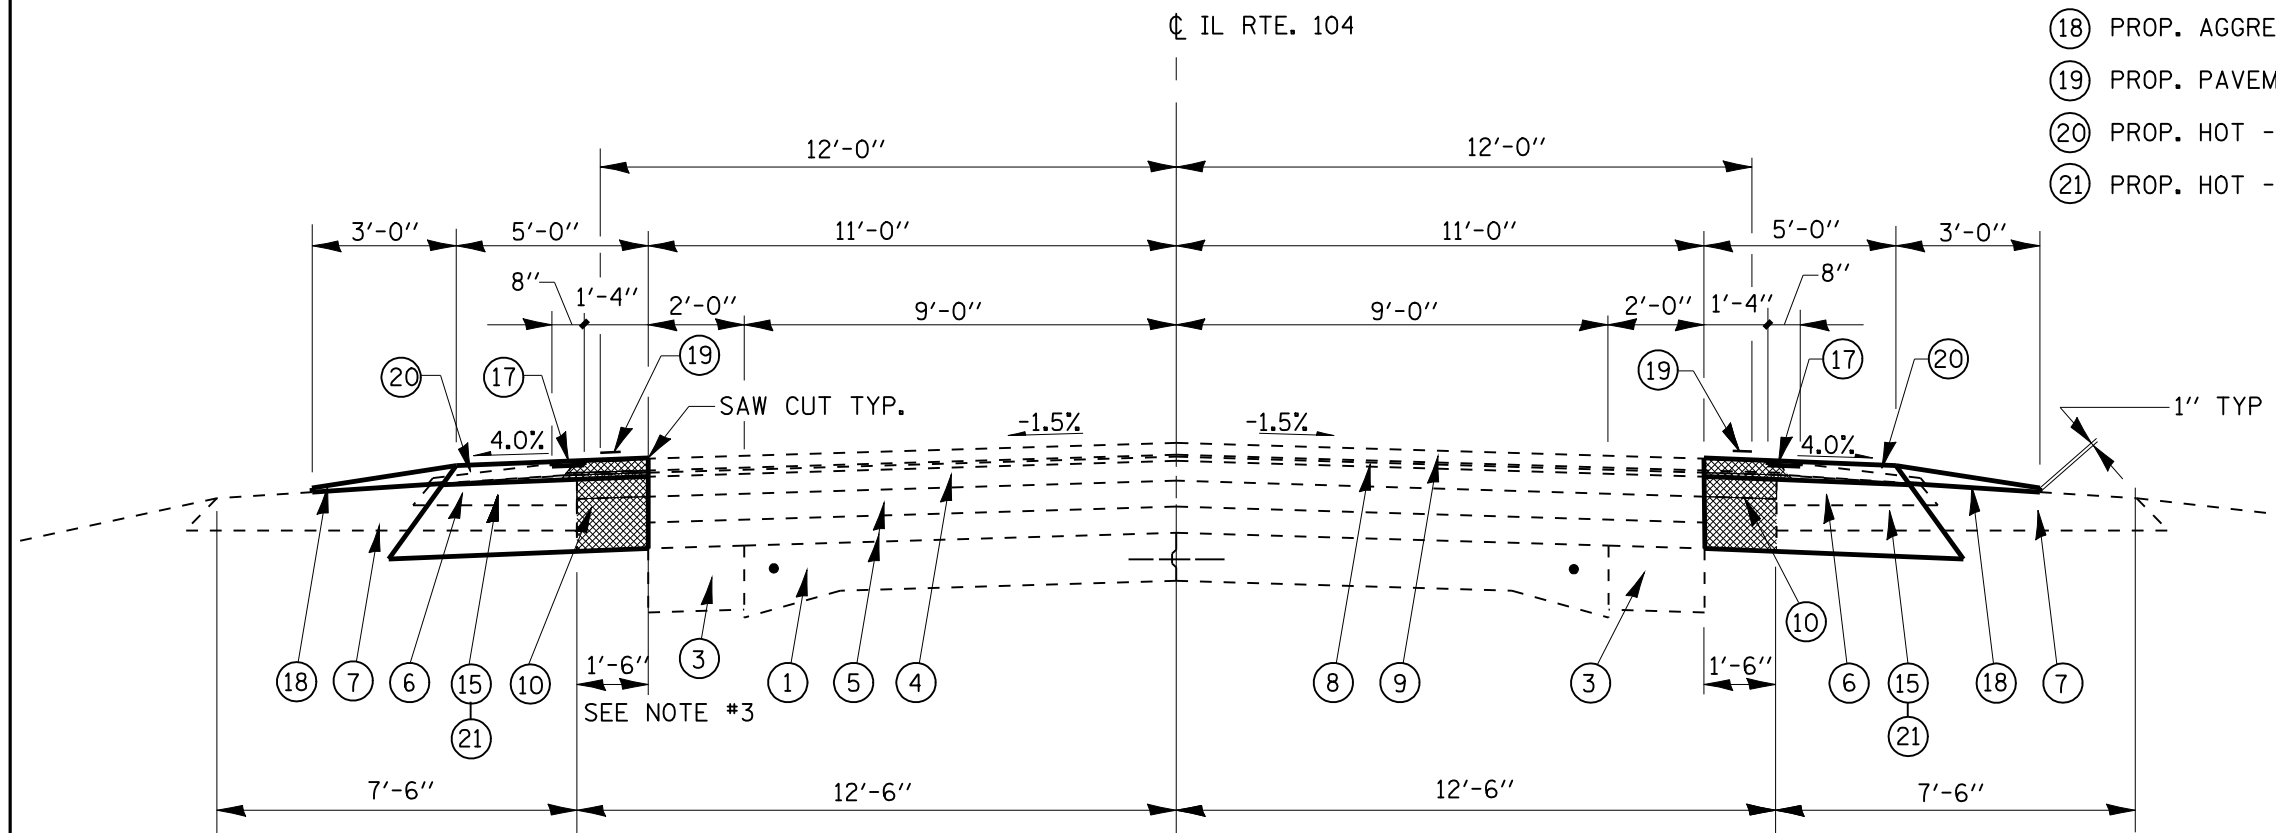 ℄ IL RTE. 104
18 PROP. AGGRE
19 PROP. PAVEM
20 PROP. HOT -
21 PROP. HOT -
12'-0" 12'-0"
3'-0" 5'-0" 11'-0" 11'-0" 5'-0" 3'-0"
8" 1'-4" 2'-0" 9'-0" 9'-0" 2'-0" 1'-4" 8"
20 17 19 19 17 20
SAW CUT TYP.
1" TYP
4.0% -1.5% -1.5% 4.0%
18 7 6 15 10 3 1 5 4 8 9 3 10 6 15 18 7
21 21
1'-6" 1'-6"
SEE NOTE #3
7'-6" 12'-6" 12'-6" 7'-6"